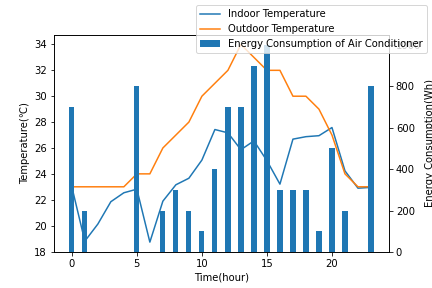 Indoor Temperature
Outdoor Temperature
Energy Consumption of Air Conditioner
34
32
30
28
26
24
22
20
18
Temperature(℃)
800
600
400
200
0
Energy Consumption(Wh)
0 5 10 15 20
Time(hour)